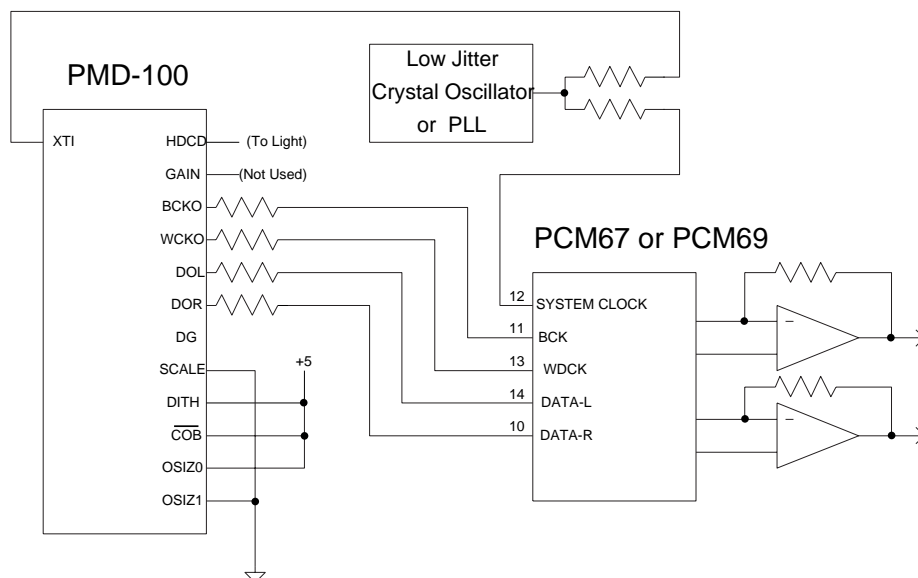 Low Jitter
Crystal Oscillator
or PLL
PMD-100
XTI
HDCD
(To Light)
GAIN
(Not Used)
BCKO
WCKO
DOL
DOR
DG
SCALE
DITH
COB
OSIZ0
OSIZ1
+5
PCM67 or PCM69
12
SYSTEM CLOCK
11
BCK
13
WDCK
14
DATA-L
10
DATA-R